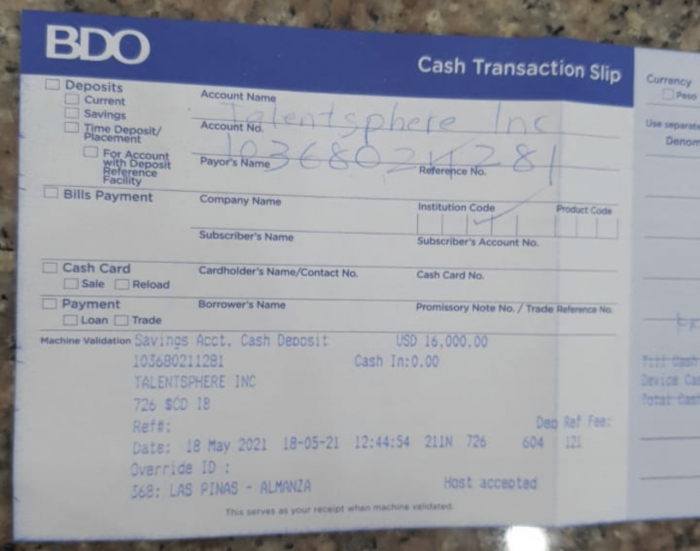 BDO
Cash Transaction Slip
Deposits
Current
Savings
Time Deposit/
Placement
For Account
with Deposit
Reference
Facility
Account Name
Talentsphere Inc
Account No.
Payor's Name
Reference No.
Bills Payment
Company Name
Institution Code
Product Code
Subscriber's Name
Subscriber's Account No.
Cash Card
Sale Reload
Cardholder's Name/Contact No.
Cash Card No.
Payment
Loan Trade
Borrower's Name
Promissory Note No. / Trade Reference No.
Machine Validation Savings Acct. Cash Deposit USD 16,000.00
103680211281 Cash In:0.00
TALENTSPHERE INC
726 $CD IB
Ref#: Dep Ref Fee:
Date: 18 May 2021 18-05-21 12:44:54 211N 726 604 121
Override ID :
368: LAS PINAS - ALMANZA Host accepted
This serves as your receipt when machine validated.
Currency
Peso
Use separate
Denom
Till Cash
Device Cas
Total Cash